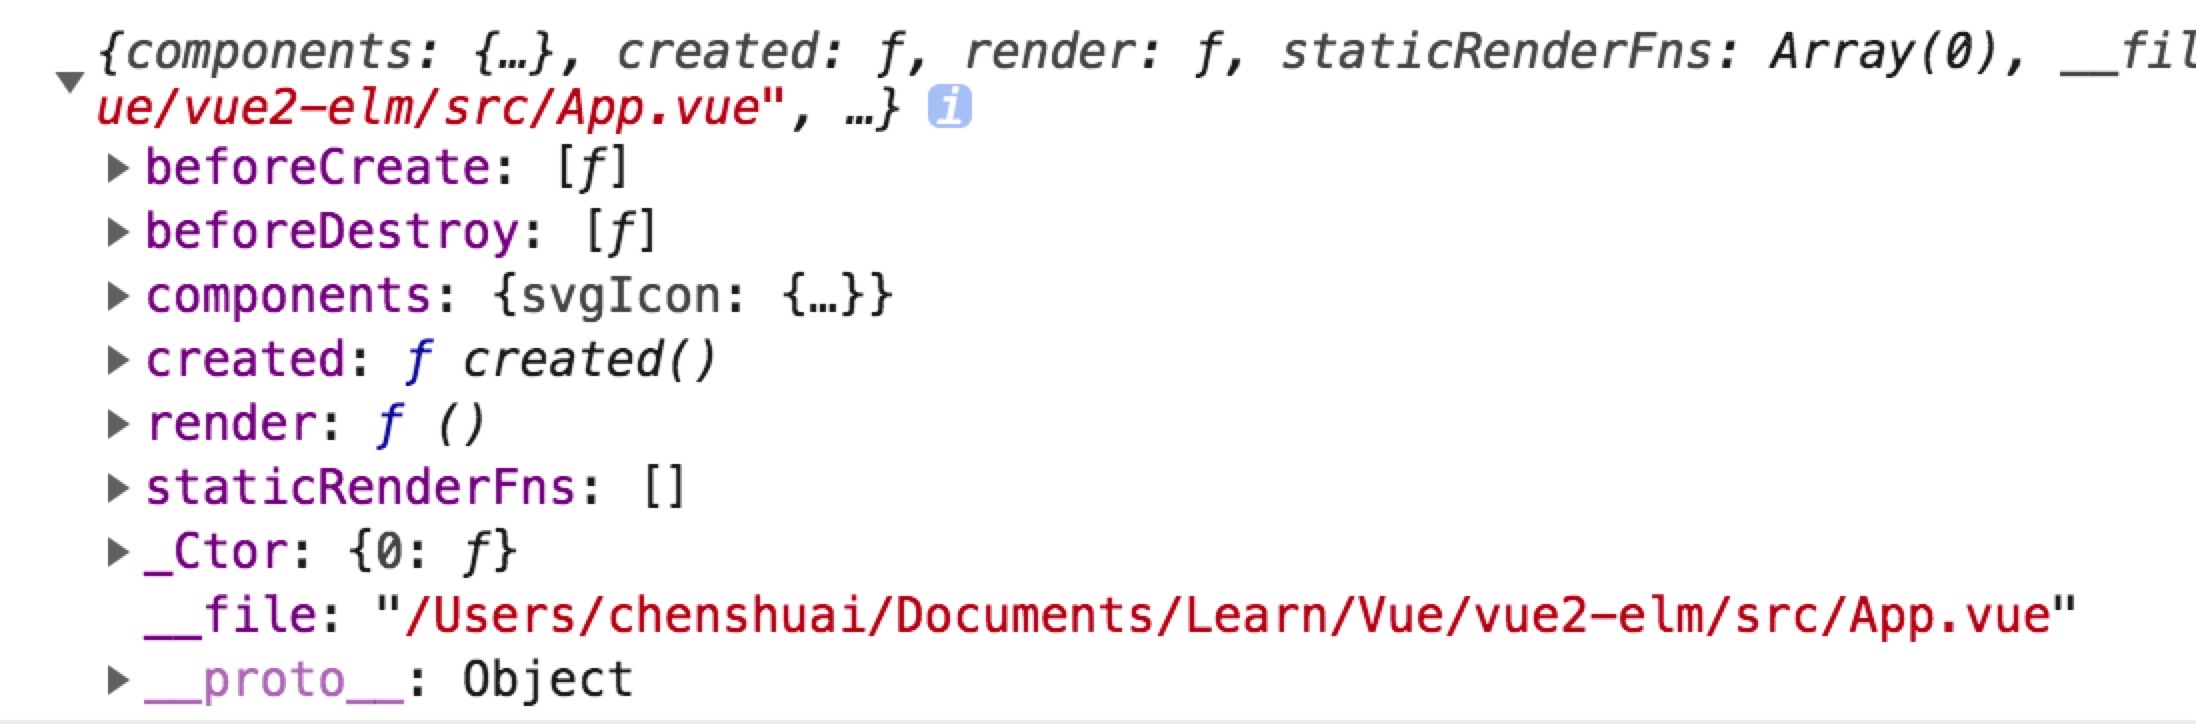 {components: {…}, created: ƒ, render: ƒ, staticRenderFns: Array(0), __fil
ue/vue2-elm/src/App.vue", …} i
beforeCreate: [ƒ]
beforeDestroy: [ƒ]
components: {svgIcon: {…}}
created: ƒ created()
render: ƒ ()
staticRenderFns: []
_Ctor: {0: ƒ}
__file: "/Users/chenshuai/Documents/Learn/Vue/vue2-elm/src/App.vue"
__proto__: Object